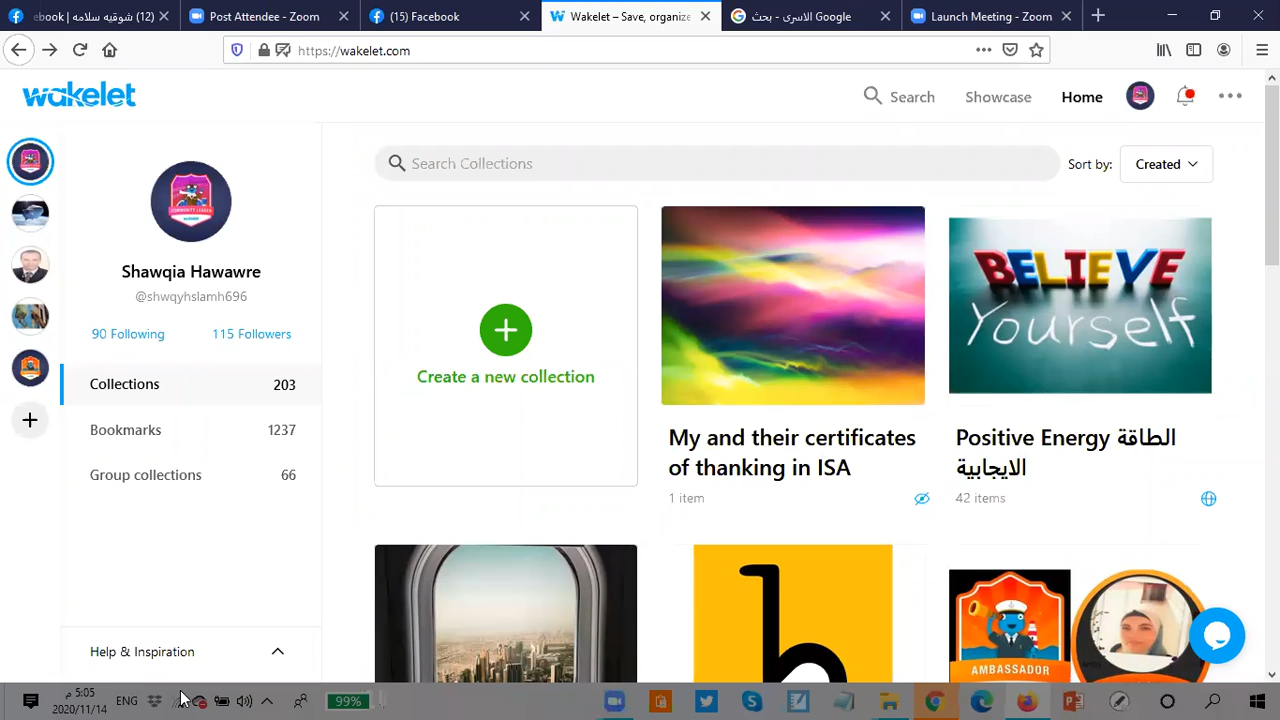 ebook | شوقيه سلامه (12)
Post Attendee - Zoom
(15) Facebook
Wakelet – Save, organize
الاسرى - بحث Google
Launch Meeting - Zoom
https://wakelet.com
wakelet
Search
Showcase
Home
Search Collections
Sort by:
Created
COMMUNITY LEADER
Shawqia Hawawre
@shwqyhslamh696
90 Following
115 Followers
Collections 203
Bookmarks 1237
Group collections 66
Create a new collection
My and their certificates
of thanking in ISA
1 item
BELIEVE
Yourself
Positive Energy الطاقة
الايجابية
42 items
b
AMBASSADOR
Help & Inspiration
5:05 م
2020/11/14
ENG
99%